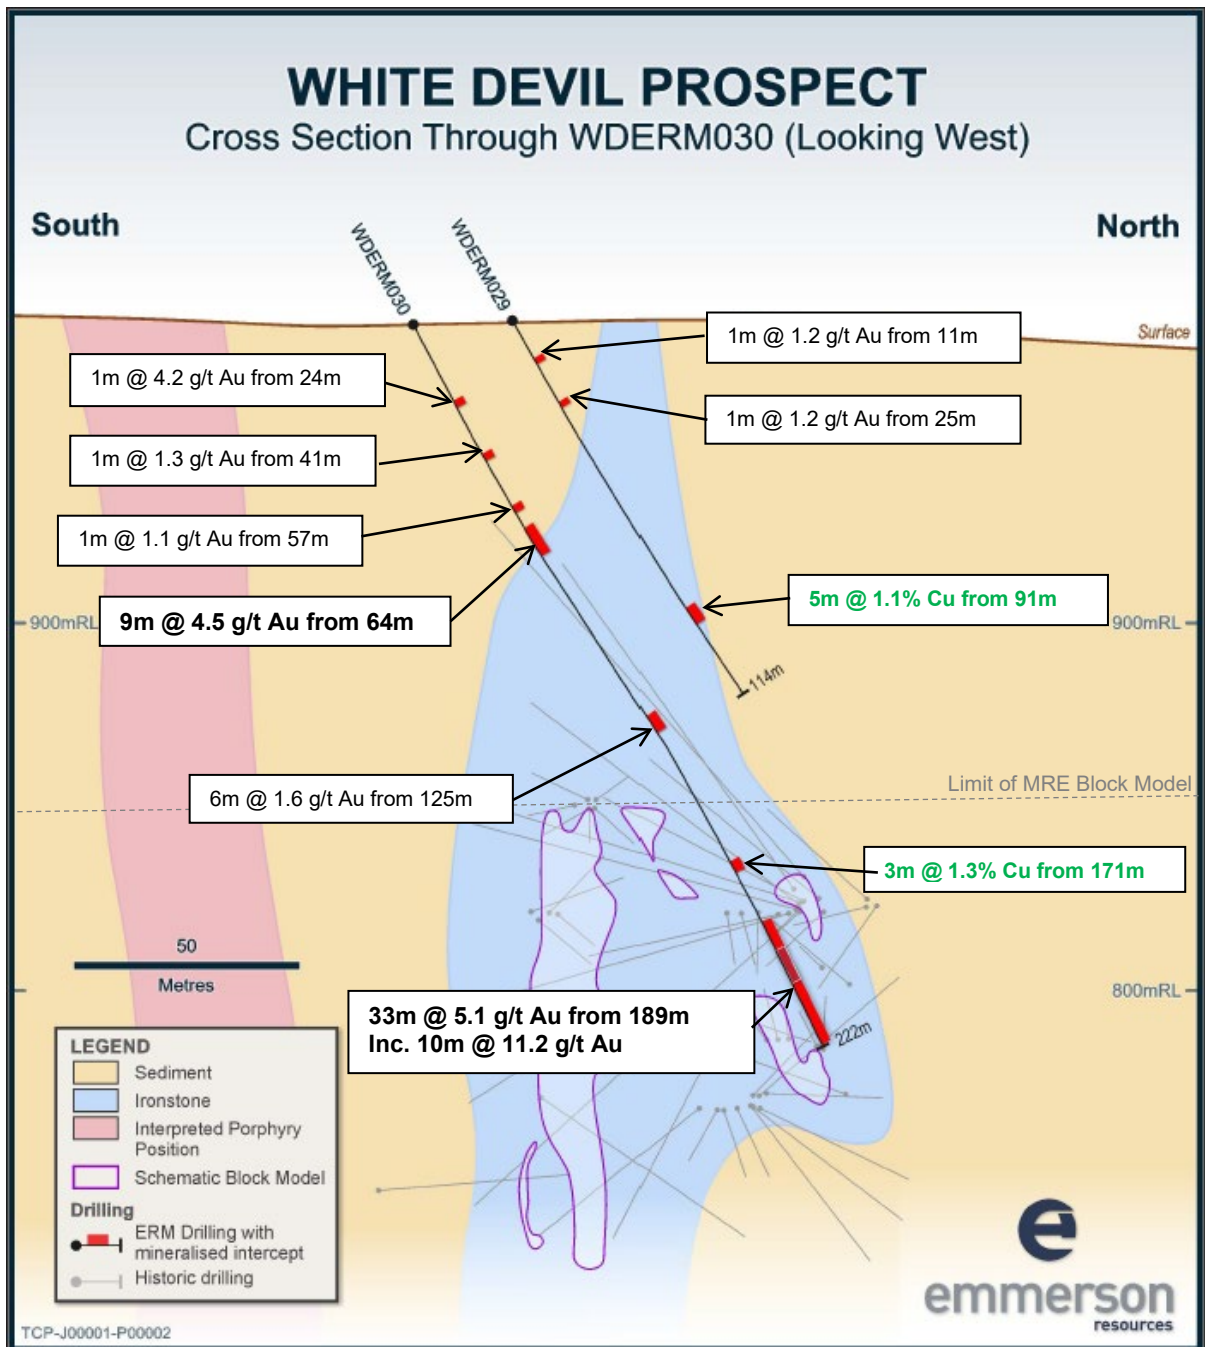 WHITE DEVIL PROSPECT
Cross Section Through WDERM030 (Looking West)
South
North
WDERM030
WDERM029
Surface
1m @ 1.2 g/t Au from 11m
1m @ 4.2 g/t Au from 24m
1m @ 1.2 g/t Au from 25m
1m @ 1.3 g/t Au from 41m
1m @ 1.1 g/t Au from 57m
9m @ 4.5 g/t Au from 64m
5m @ 1.1% Cu from 91m
900mRL
900mRL
114m
6m @ 1.6 g/t Au from 125m
Limit of MRE Block Model
3m @ 1.3% Cu from 171m
50
Metres
800mRL
33m @ 5.1 g/t Au from 189m
Inc. 10m @ 11.2 g/t Au
222m
LEGEND
Sediment
Ironstone
Interpreted Porphyry
Position
Schematic Block Model
Drilling
ERM Drilling with
mineralised intercept
Historic drilling
e
emmerson
resources
TCP-J00001-P00002